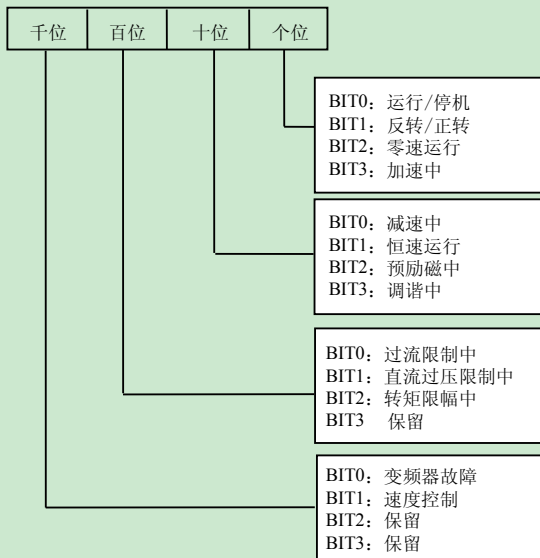 千位 百位 十位 个位
BIT0：运行/停机
BIT1：反转/正转
BIT2：零速运行
BIT3：加速中
BIT0：减速中
BIT1：恒速运行
BIT2：预励磁中
BIT3：调谐中
BIT0：过流限制中
BIT1：直流过压限制中
BIT2：转矩限幅中
BIT3 保留
BIT0：变频器故障
BIT1：速度控制
BIT2：保留
BIT3：保留